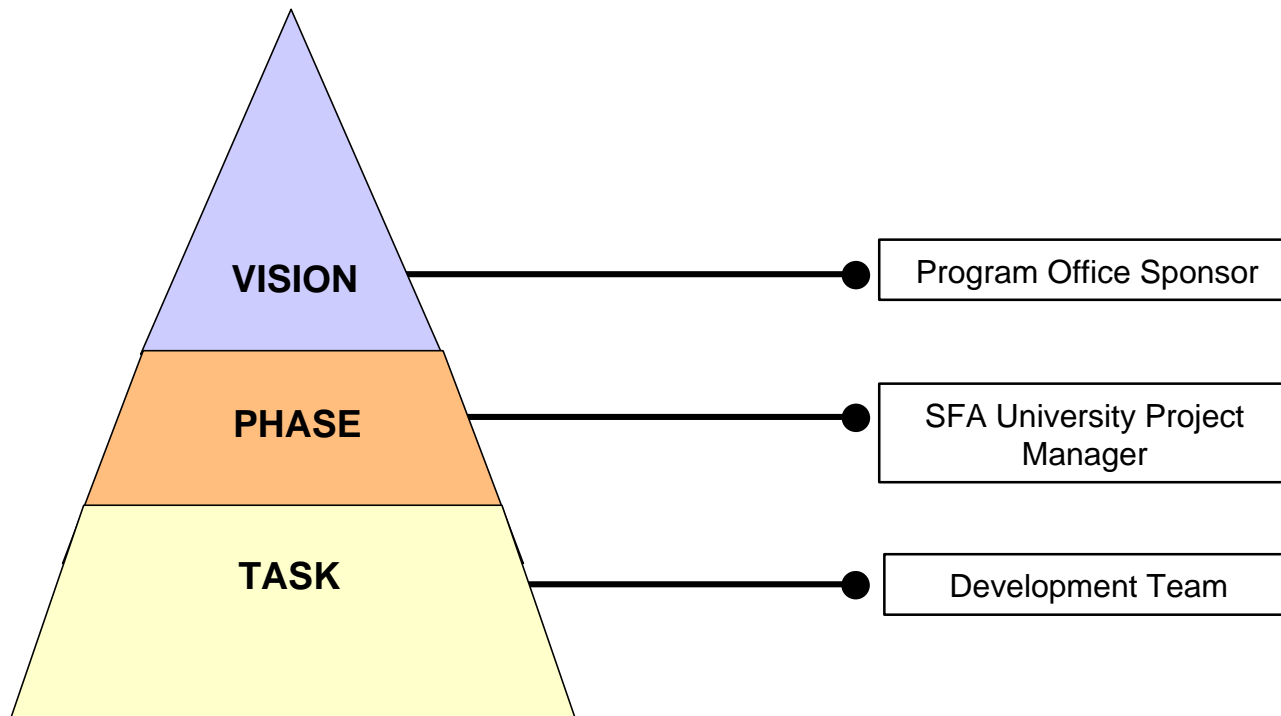 VISION
Program Office Sponsor
PHASE
SFA University Project
Manager
TASK
Development Team